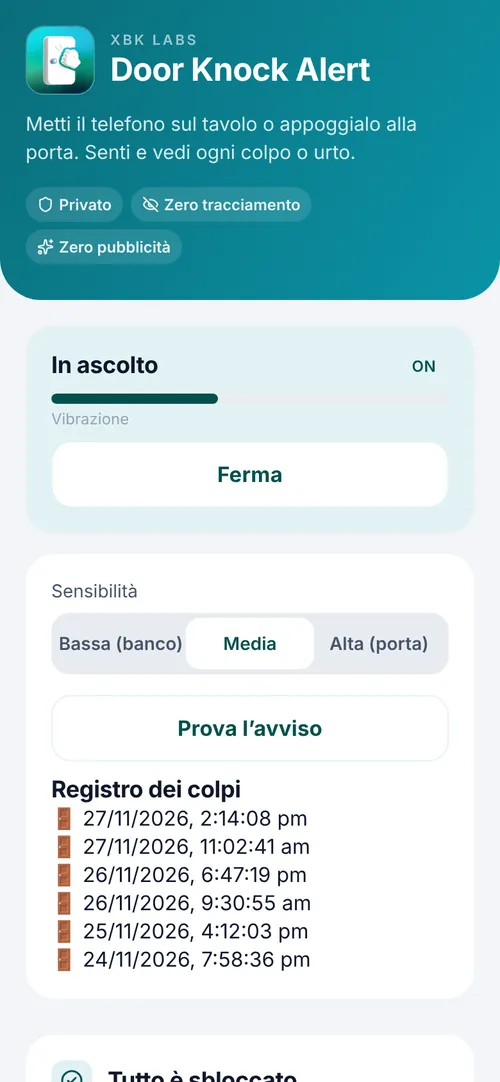 XBK LABS
Door Knock Alert
Metti il telefono sul tavolo o appoggialo alla
porta. Senti e vedi ogni colpo o urto.
Privato
Zero tracciamento
Zero pubblicità
In ascolto
ON
Vibrazione
Ferma
Sensibilità
Bassa (banco)
Media
Alta (porta)
Prova l’avviso
Registro dei colpi
27/11/2026, 2:14:08 pm
27/11/2026, 11:02:41 am
26/11/2026, 6:47:19 pm
26/11/2026, 9:30:55 am
25/11/2026, 4:12:03 pm
24/11/2026, 7:58:36 pm
Tutto è sbloccato